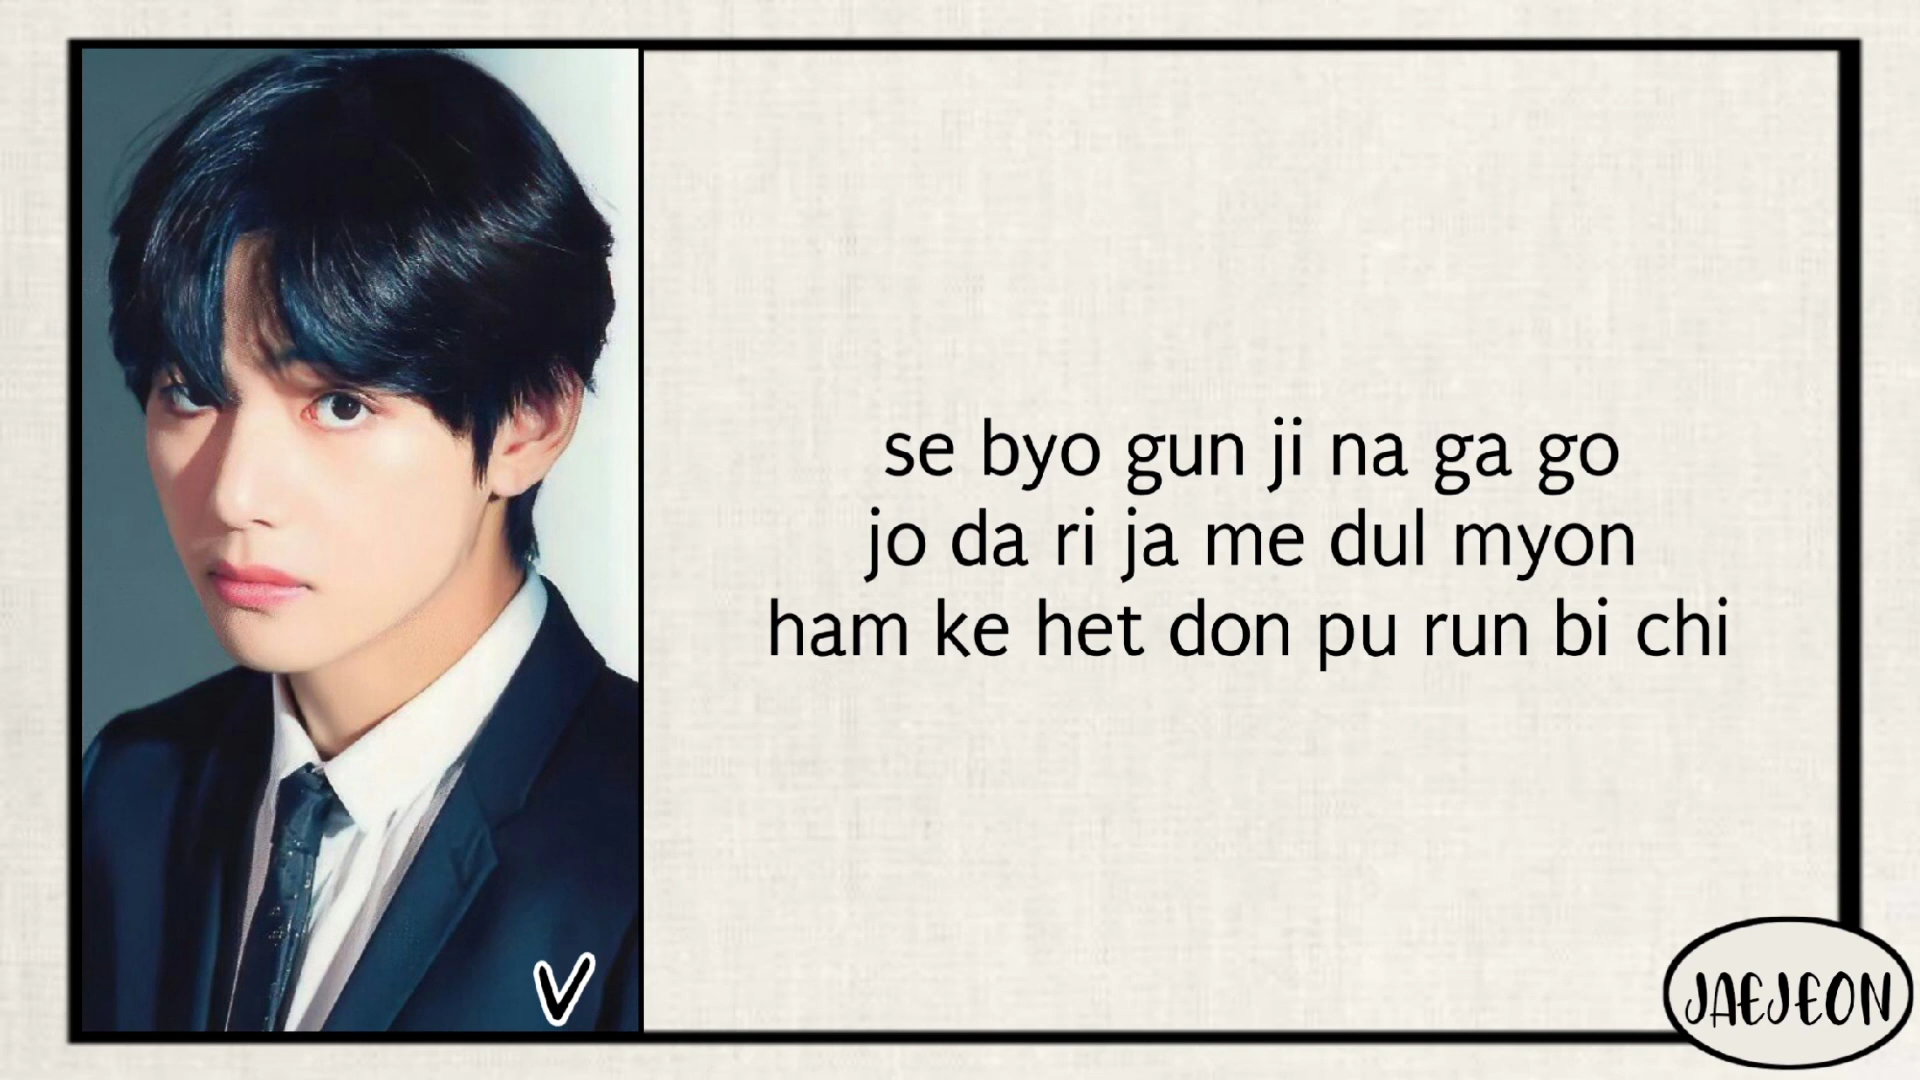 se byo gun ji na ga go
jo da ri ja me dul myon
ham ke het don pu run bi chi
V
JAEJEON